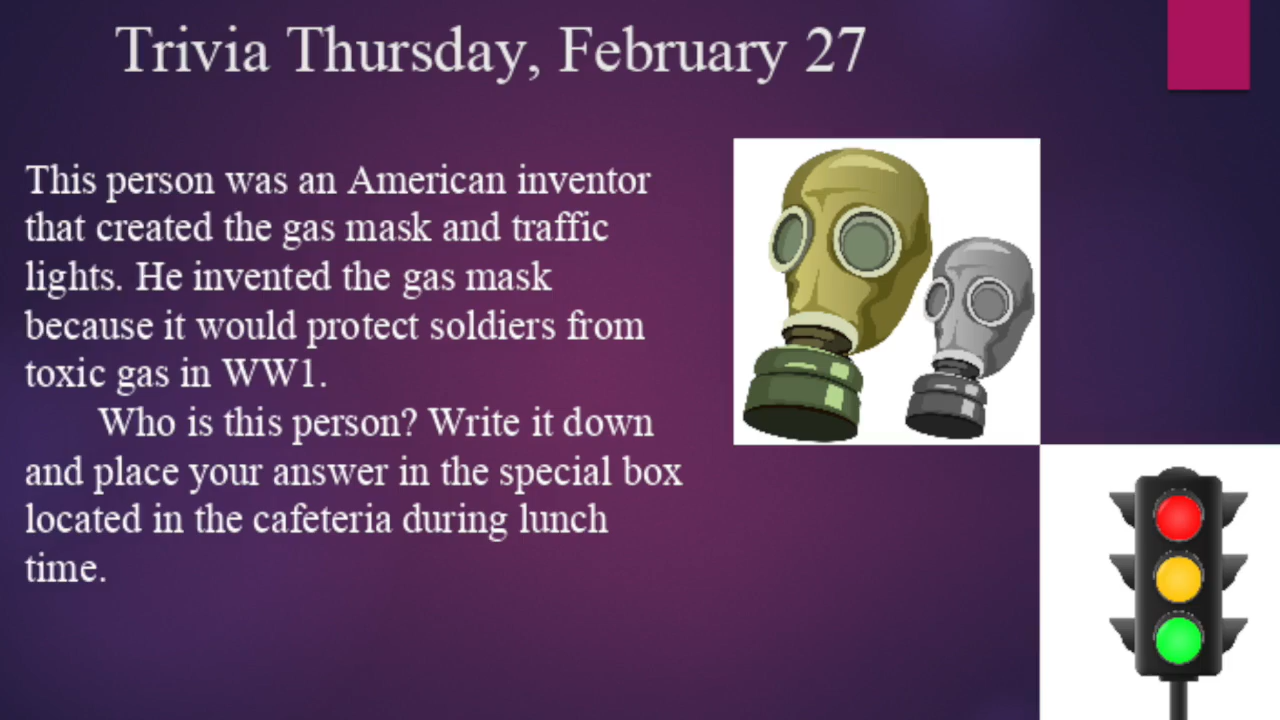 Trivia Thursday, February 27
This person was an American inventor
that created the gas mask and traffic
lights. He invented the gas mask
because it would protect soldiers from
toxic gas in WW1.
Who is this person? Write it down
and place your answer in the special box
located in the cafeteria during lunch
time.